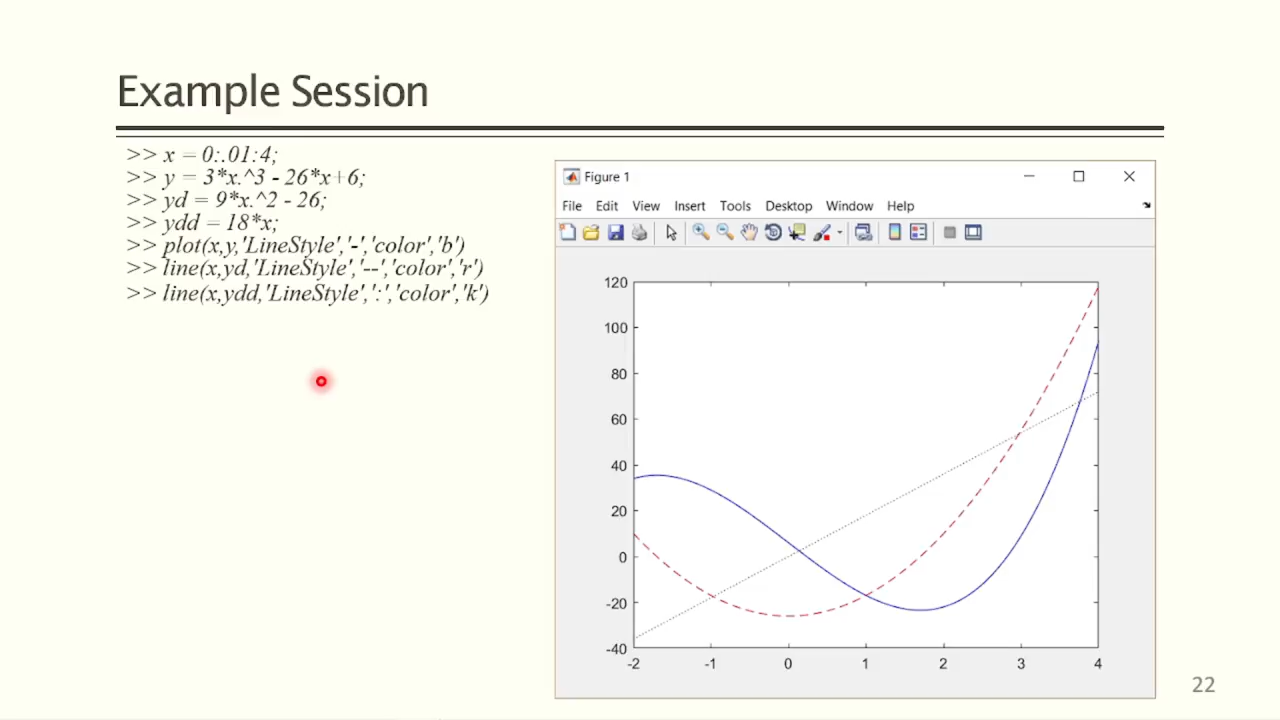 Example Session
>> x = 0:.01:4;
>> y = 3*x.^3 - 26*x+6;
>> yd = 9*x.^2 - 26;
>> ydd = 18*x;
>> plot(x,y,'LineStyle','-','color','b')
>> line(x,yd,'LineStyle','--','color','r')
>> line(x,ydd,'LineStyle',':','color','k')
Figure 1
File Edit View Insert Tools Desktop Window Help
120
100
80
60
40
20
0
-20
-40
-2 -1 0 1 2 3 4
22